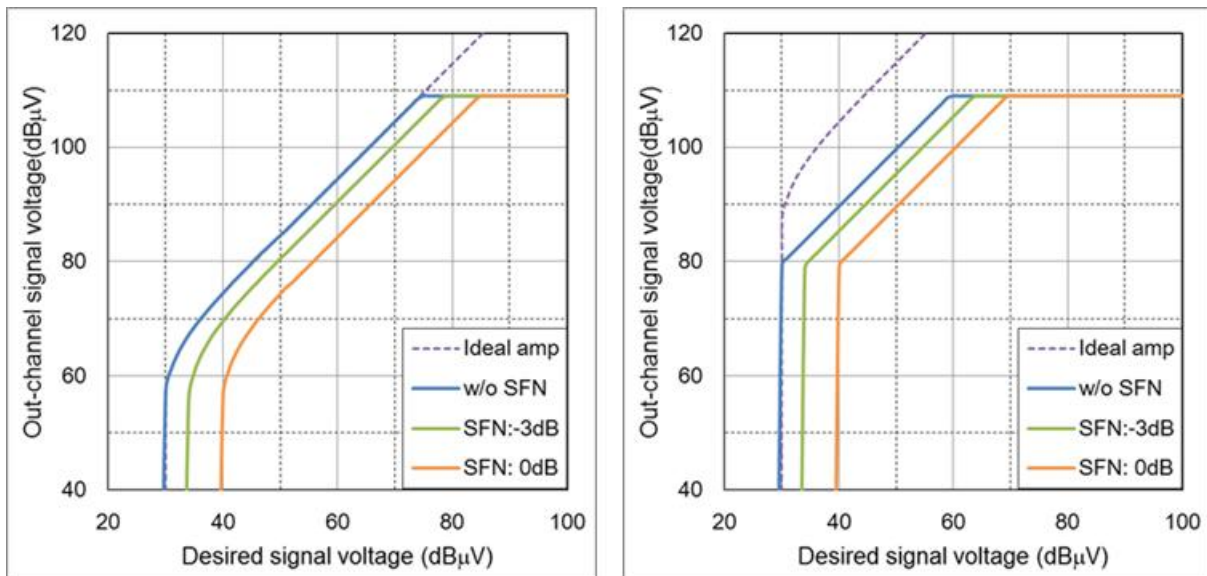 120
100
80
60
40
20 40 60 80 100
Out-channel signal voltage(dBµV)
Desired signal voltage (dBµV)
Ideal amp
w/o SFN
SFN:-3dB
SFN: 0dB
120
100
80
60
40
20 40 60 80 100
Out-channel signal voltage(dBµV)
Desired signal voltage (dBµV)
Ideal amp
w/o SFN
SFN:-3dB
SFN: 0dB